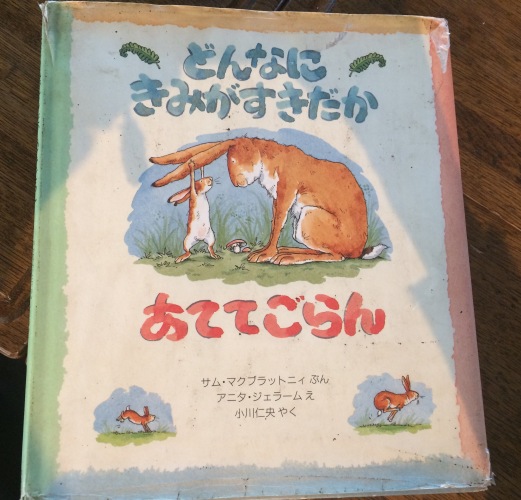 どんなに
きみがすきだか
あててごらん
サム・マクブラットニィ ぶん
アニタ・ジェラーム え
小川仁央 やく